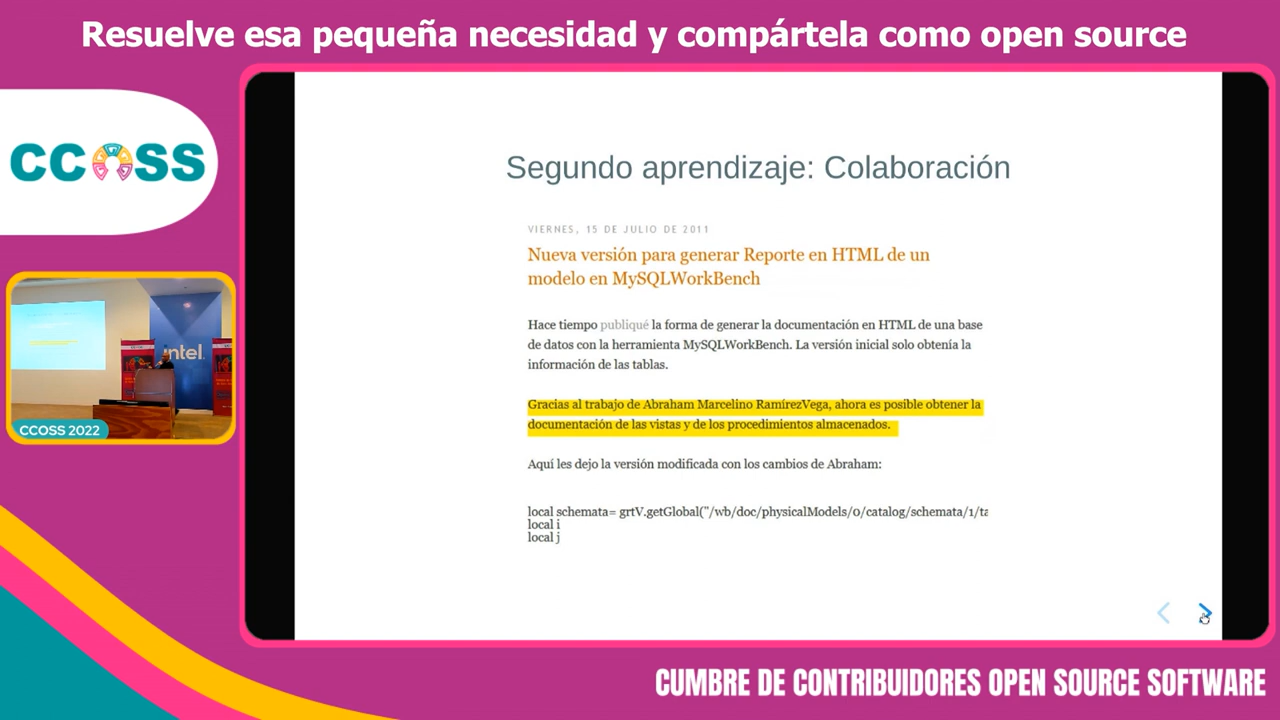 Resuelve esa pequeña necesidad y compártela como open source
CCOSS
Segundo aprendizaje: Colaboración
VIERNES, 15 DE JULIO DE 2011
Nueva versión para generar Reporte en HTML de un
modelo en MySQLWorkBench
Hace tiempo publiqué la forma de generar la documentación en HTML de una base
de datos con la herramienta MySQLWorkBench. La versión inicial solo obtenía la
información de las tablas.
Gracias al trabajo de Abraham Marcelino RamírezVega, ahora es posible obtener la
documentación de las vistas y de los procedimientos almacenados.
Aquí les dejo la versión modificada con los cambios de Abraham:
local schemata= grtV.getGlobal("/wb/doc/physicalModels/0/catalog/schemata/1/ta
local i
local j
intel.
CCOSS 2022
CUMBRE DE CONTRIBUIDORES OPEN SOURCE SOFTWARE